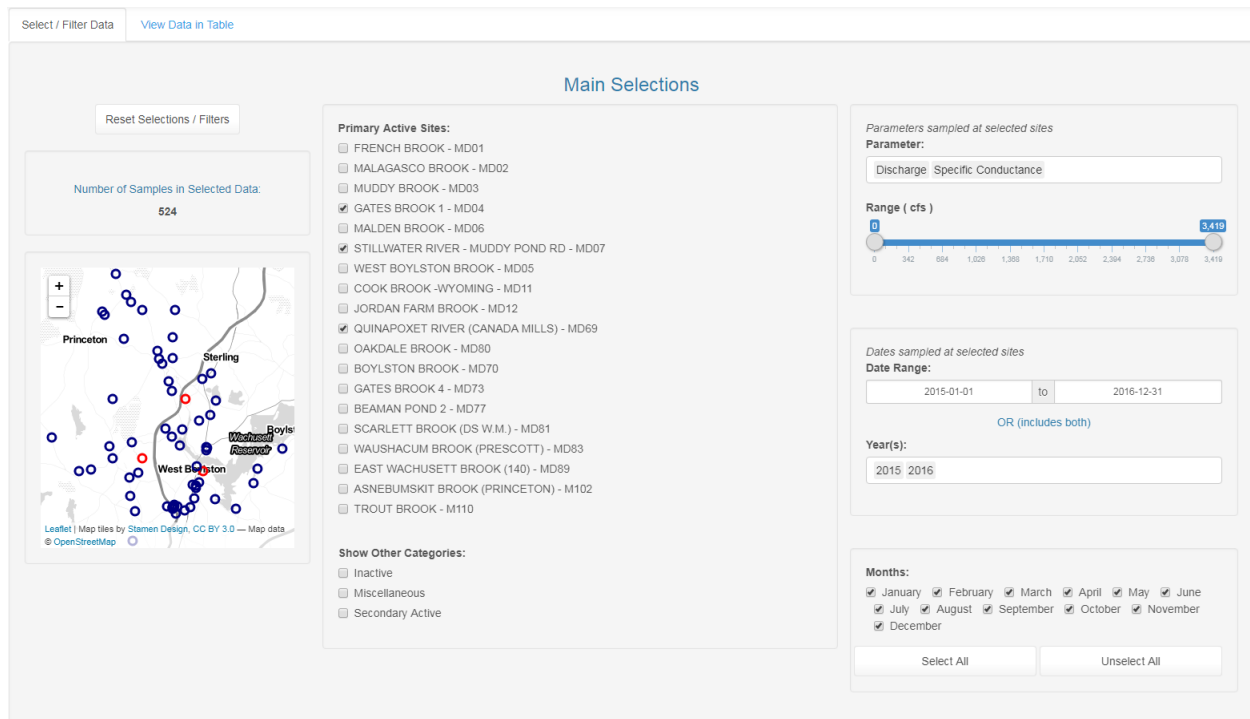 Select / Filter Data
View Data in Table
Main Selections
Reset Selections / Filters
Number of Samples in Selected Data:
524
+
−
Princeton
Sterling
Wachusett
Reservoir
Boylst
West Boylston
Leaflet | Map tiles by Stamen Design, CC BY 3.0 — Map data
© OpenStreetMap
Primary Active Sites:
FRENCH BROOK - MD01
MALAGASCO BROOK - MD02
MUDDY BROOK - MD03
GATES BROOK 1 - MD04
MALDEN BROOK - MD06
STILLWATER RIVER - MUDDY POND RD - MD07
WEST BOYLSTON BROOK - MD05
COOK BROOK -WYOMING - MD11
JORDAN FARM BROOK - MD12
QUINAPOXET RIVER (CANADA MILLS) - MD69
OAKDALE BROOK - MD80
BOYLSTON BROOK - MD70
GATES BROOK 4 - MD73
BEAMAN POND 2 - MD77
SCARLETT BROOK (DS W.M.) - MD81
WAUSHACUM BROOK (PRESCOTT) - MD83
EAST WACHUSETT BROOK (140) - MD89
ASNEBUMSKIT BROOK (PRINCETON) - M102
TROUT BROOK - M110
Show Other Categories:
Inactive
Miscellaneous
Secondary Active
Parameters sampled at selected sites
Parameter:
Discharge Specific Conductance
Range ( cfs )
0 3,419
0 342 684 1,026 1,368 1,710 2,052 2,394 2,736 3,078 3,419
Dates sampled at selected sites
Date Range:
2015-01-01 to 2016-12-31
OR (includes both)
Year(s):
2015 2016
Months:
January February March April May June
July August September October November
December
Select All Unselect All